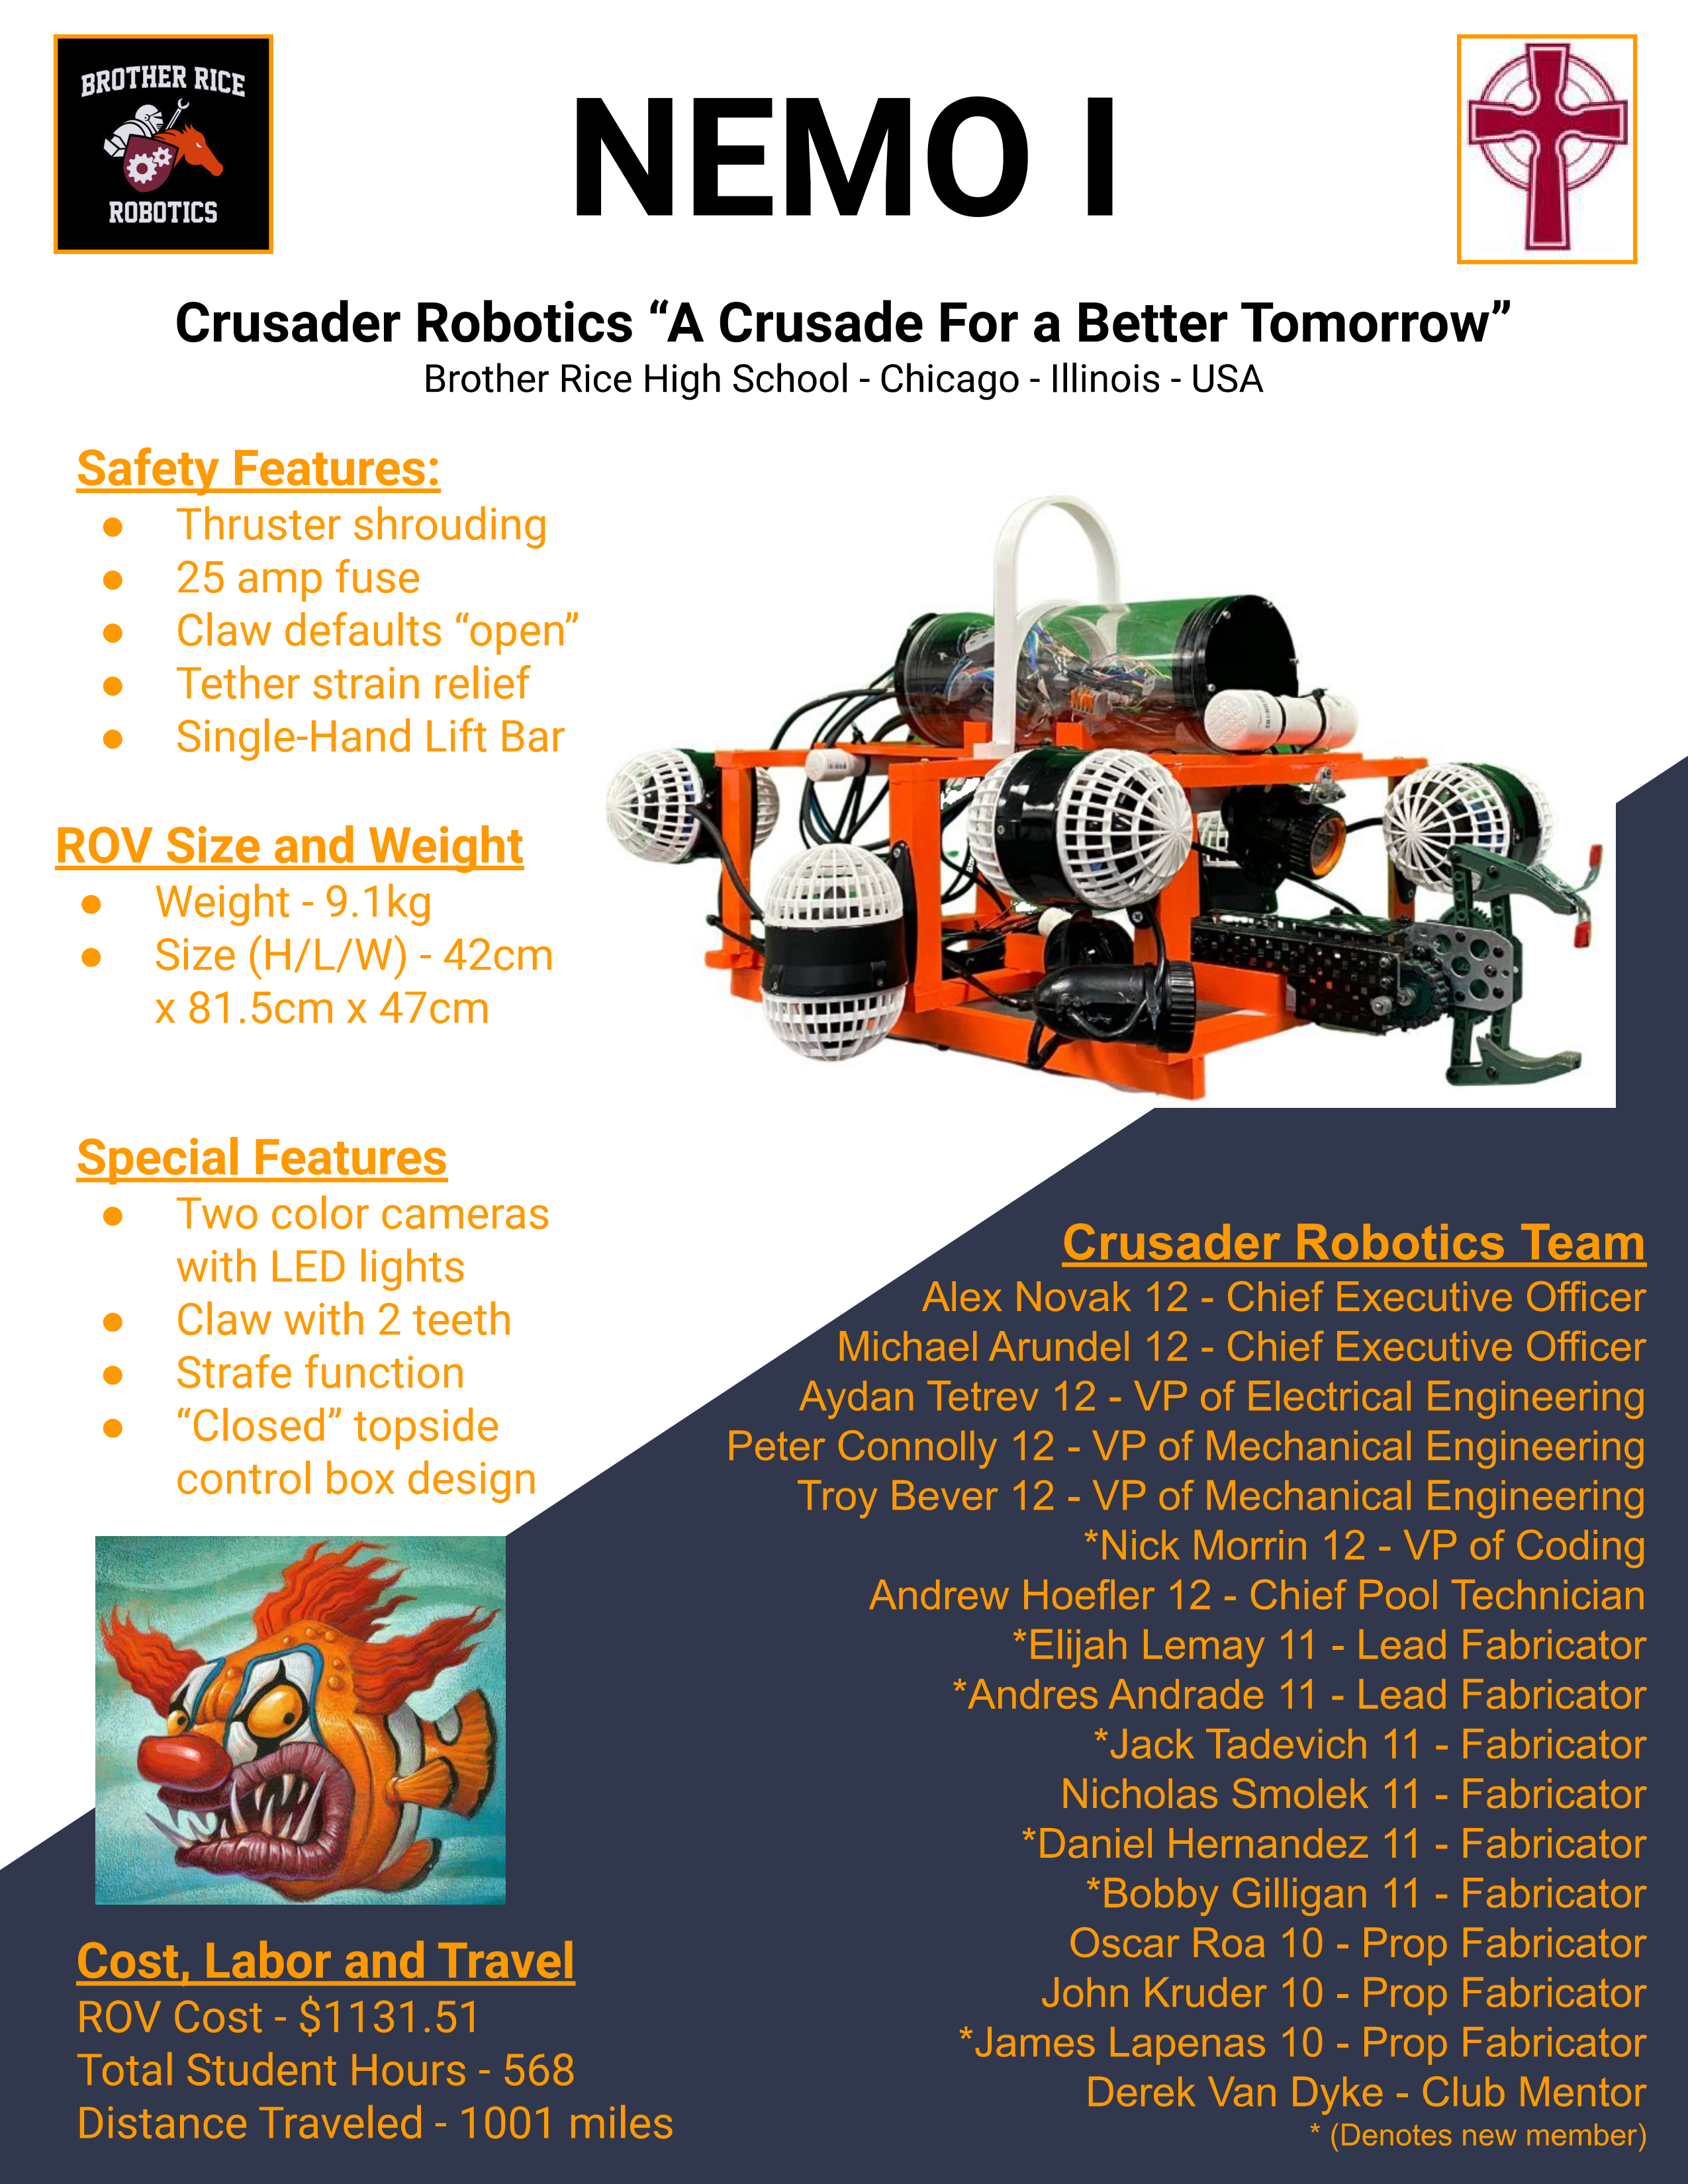 BROTHER RICE
ROBOTICS
NEMO I
Crusader Robotics “A Crusade For a Better Tomorrow”
Brother Rice High School - Chicago - Illinois - USA
Safety Features:
● Thruster shrouding
● 25 amp fuse
● Claw defaults “open”
● Tether strain relief
● Single-Hand Lift Bar
ROV Size and Weight
● Weight - 9.1kg
● Size (H/L/W) - 42cm
x 81.5cm x 47cm
Special Features
● Two color cameras
with LED lights
● Claw with 2 teeth
● Strafe function
● “Closed” topside
control box design
Cost, Labor and Travel
ROV Cost - $1131.51
Total Student Hours - 568
Distance Traveled - 1001 miles
Crusader Robotics Team
Alex Novak 12 - Chief Executive Officer
Michael Arundel 12 - Chief Executive Officer
Aydan Tetrev 12 - VP of Electrical Engineering
Peter Connolly 12 - VP of Mechanical Engineering
Troy Bever 12 - VP of Mechanical Engineering
*Nick Morrin 12 - VP of Coding
Andrew Hoefler 12 - Chief Pool Technician
*Elijah Lemay 11 - Lead Fabricator
*Andres Andrade 11 - Lead Fabricator
*Jack Tadevich 11 - Fabricator
Nicholas Smolek 11 - Fabricator
*Daniel Hernandez 11 - Fabricator
*Bobby Gilligan 11 - Fabricator
Oscar Roa 10 - Prop Fabricator
John Kruder 10 - Prop Fabricator
*James Lapenas 10 - Prop Fabricator
Derek Van Dyke - Club Mentor
* (Denotes new member)